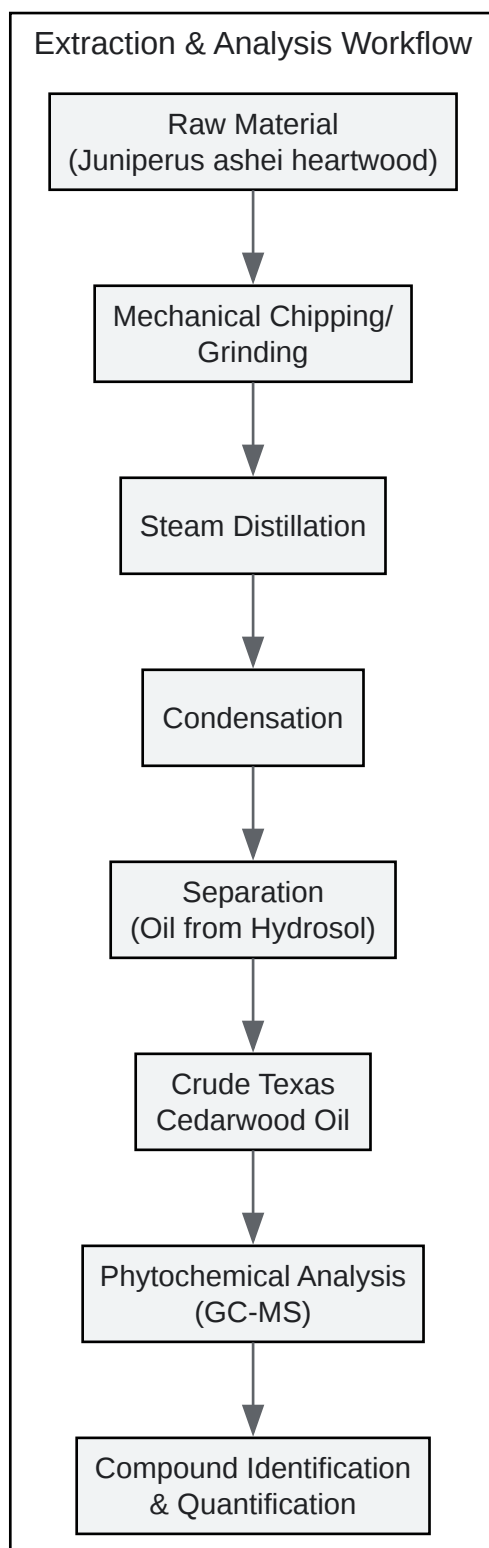 Extraction & Analysis Workflow
Raw Material
(Juniperus ashei heartwood)
Mechanical Chipping/
Grinding
Steam Distillation
Condensation
Separation
(Oil from Hydrosol)
Crude Texas
Cedarwood Oil
Phytochemical Analysis
(GC-MS)
Compound Identification
& Quantification